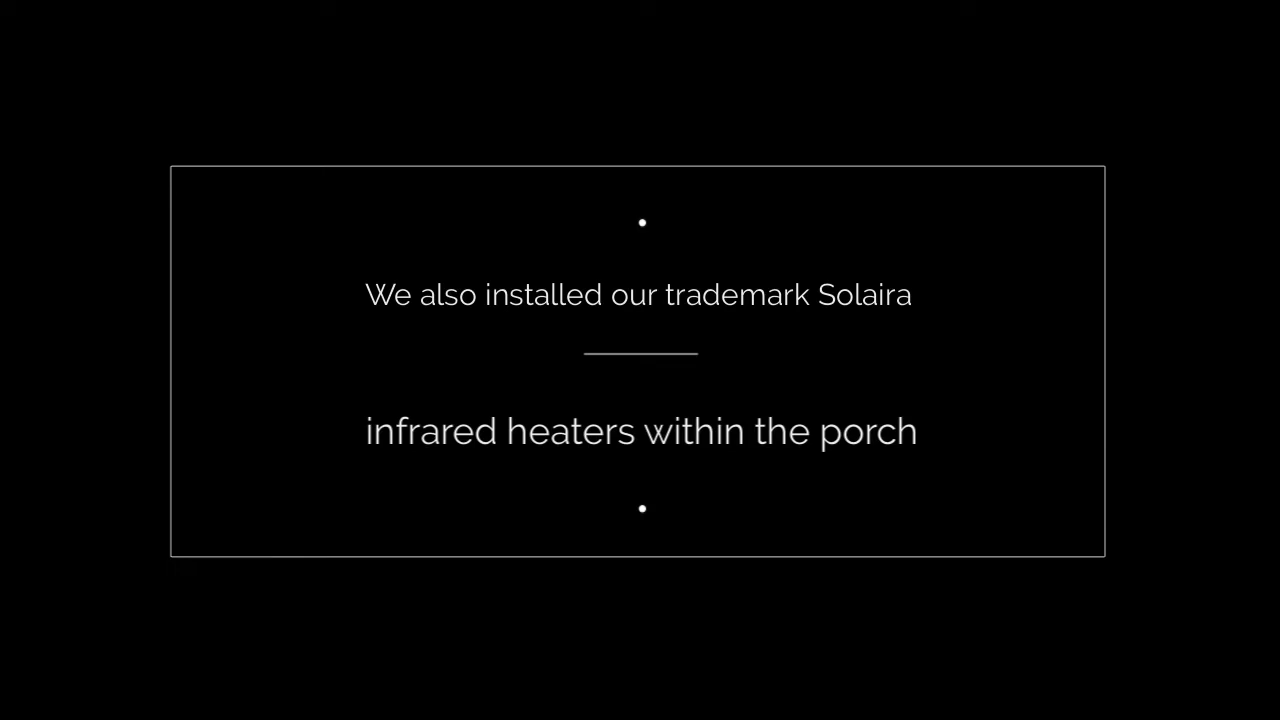 We also installed our trademark Solaira
infrared heaters within the porch